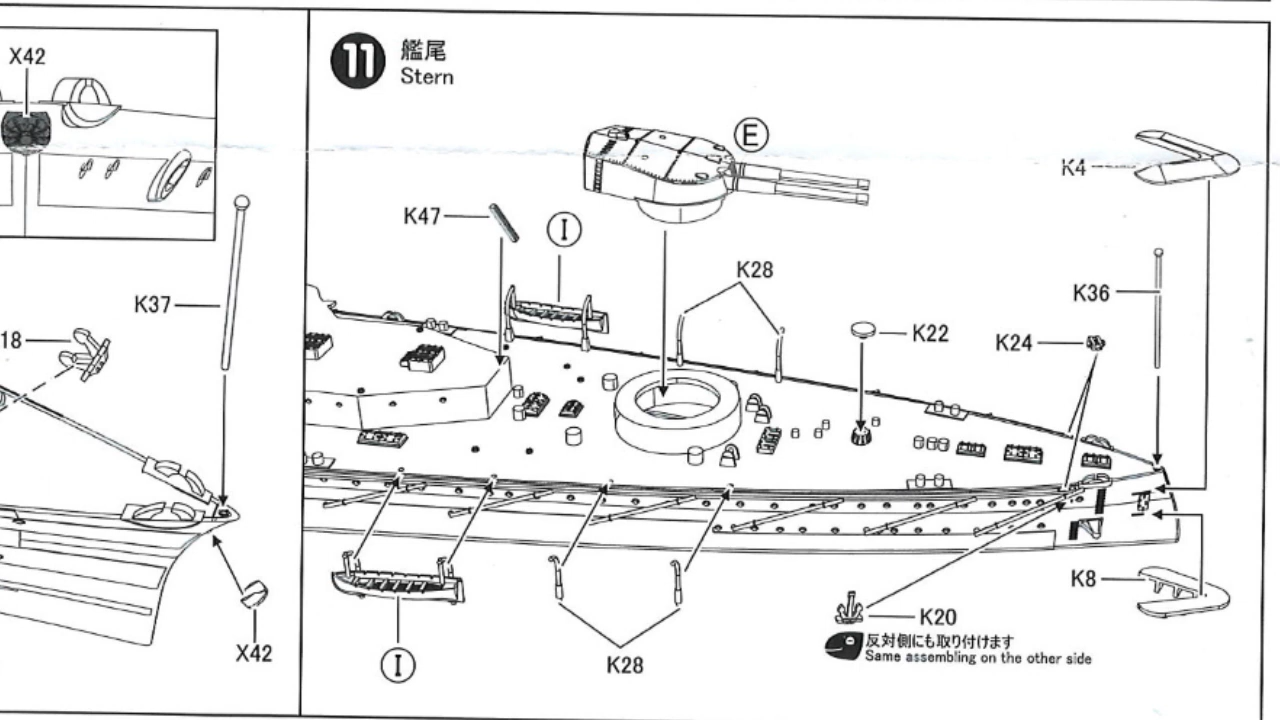 X42
K37
18
X42
11 艦尾
Stern
E
K4
K47
I
K28
K36
K22
K24
K8
K20
反対側にも取り付けます
Same assembling on the other side
I
K28